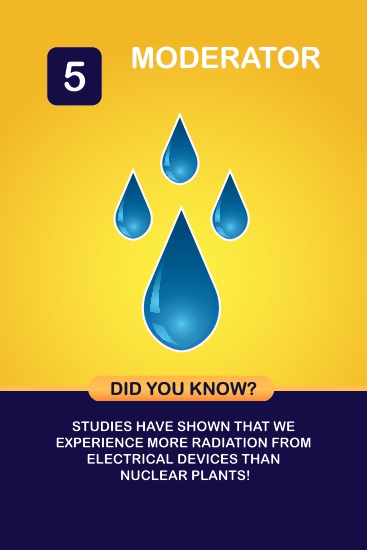 5
MODERATOR
DID YOU KNOW?
STUDIES HAVE SHOWN THAT WE
EXPERIENCE MORE RADIATION FROM
ELECTRICAL DEVICES THAN
NUCLEAR PLANTS!